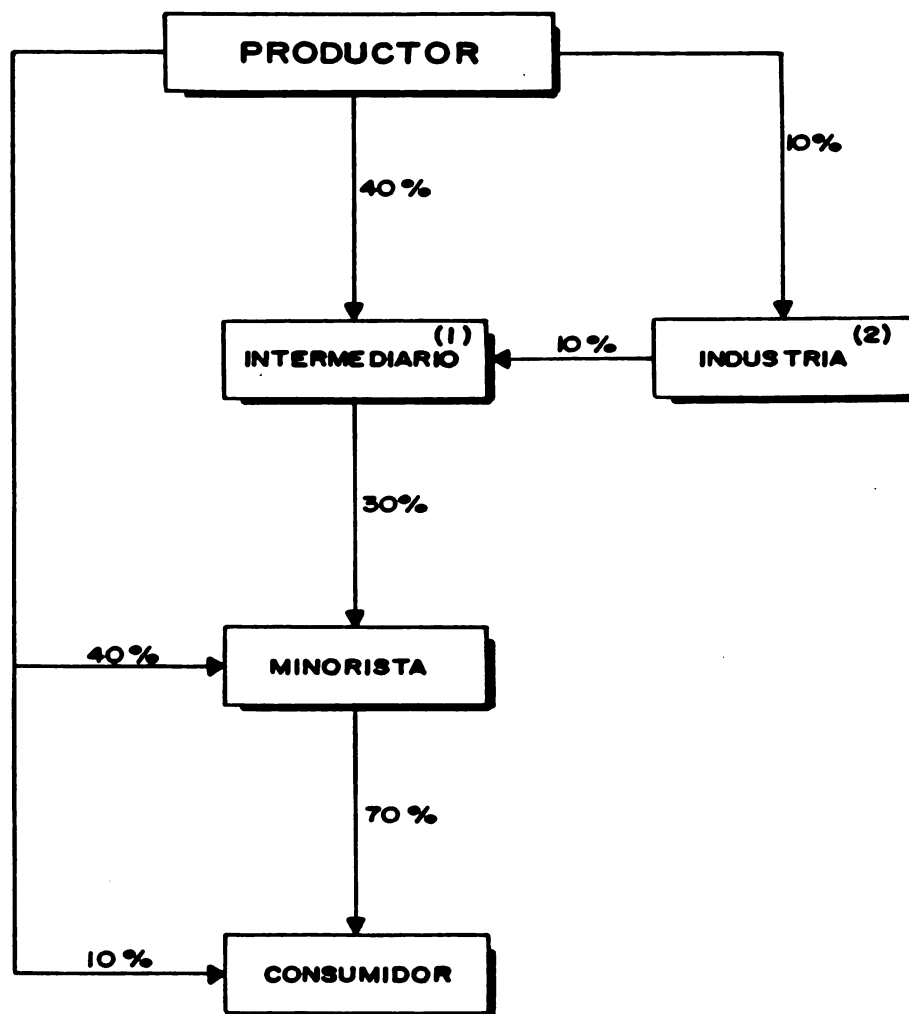 PRODUCTOR
10%
40%
INTERMEDIARIO (1)
10%
INDUSTRIA (2)
30%
40%
MINORISTA
70%
10%
CONSUMIDOR